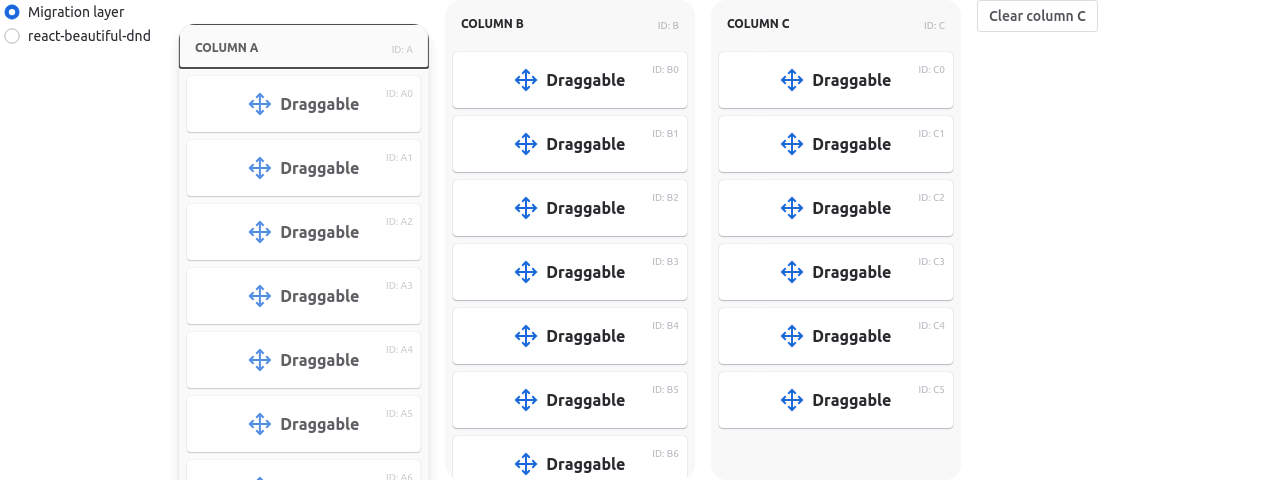 Migration layer
react-beautiful-dnd
COLUMN A
ID: A
Draggable
ID: A0
Draggable
ID: A1
Draggable
ID: A2
Draggable
ID: A3
Draggable
ID: A4
Draggable
ID: A5
ID: A6
COLUMN B
ID: B
Draggable
ID: B0
Draggable
ID: B1
Draggable
ID: B2
Draggable
ID: B3
Draggable
ID: B4
Draggable
ID: B5
Draggable
ID: B6
COLUMN C
ID: C
Draggable
ID: C0
Draggable
ID: C1
Draggable
ID: C2
Draggable
ID: C3
Draggable
ID: C4
Draggable
ID: C5
Clear column C